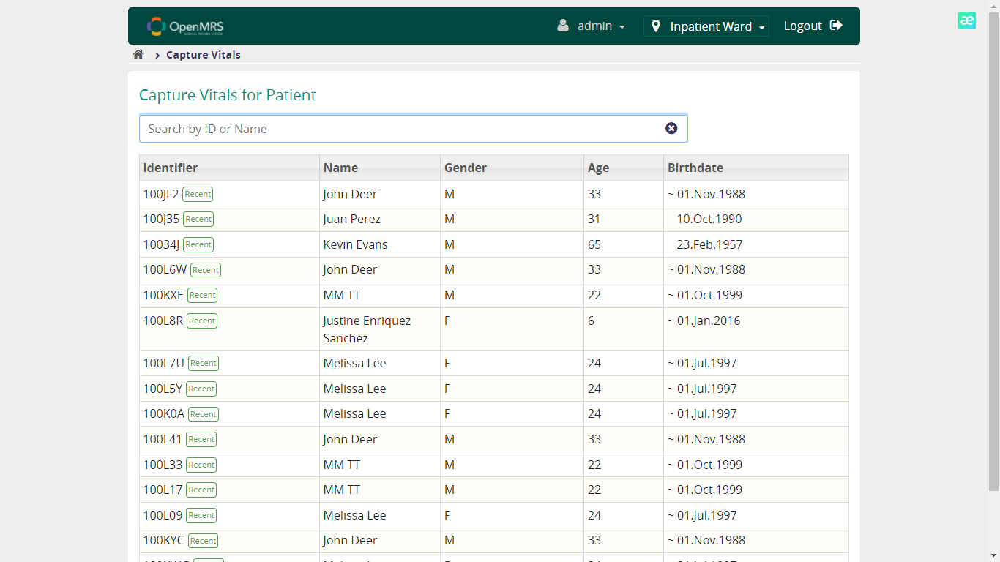 OpenMRS
MEDICAL RECORD SYSTEM
admin
Inpatient Ward
Logout
æ
Capture Vitals
Capture Vitals for Patient
Search by ID or Name
Identifier Name Gender Age Birthdate
100JL2 Recent John Deer M 33 ~ 01.Nov.1988
100J35 Recent Juan Perez M 31 10.Oct.1990
10034J Recent Kevin Evans M 65 23.Feb.1957
100L6W Recent John Deer M 33 ~ 01.Nov.1988
100KXE Recent MM TT M 22 ~ 01.Oct.1999
100L8R Recent Justine Enriquez F 6 ~ 01.Jan.2016
Sanchez
100L7U Recent Melissa Lee F 24 ~ 01.Jul.1997
100L5Y Recent Melissa Lee F 24 ~ 01.Jul.1997
100K0A Recent Melissa Lee F 24 ~ 01.Jul.1997
100L41 Recent John Deer M 33 ~ 01.Nov.1988
100L33 Recent MM TT M 22 ~ 01.Oct.1999
100L17 Recent MM TT M 22 ~ 01.Oct.1999
100L09 Recent Melissa Lee F 24 ~ 01.Jul.1997
100KYC Recent John Deer M 33 ~ 01.Nov.1988